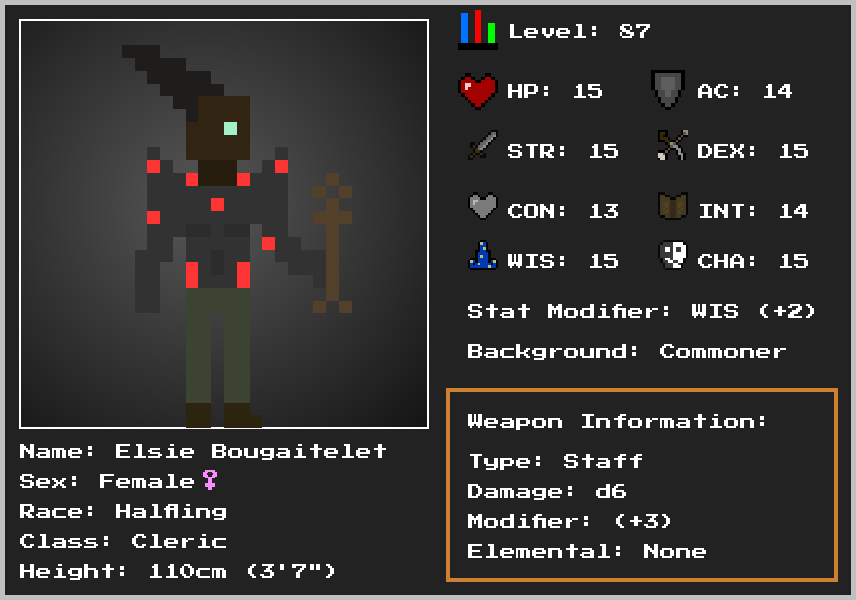 Level: 87
HP: 15
AC: 14
STR: 15
DEX: 15
CON: 13
INT: 14
WIS: 15
CHA: 15
Stat Modifier: WIS (+2)
Background: Commoner
Weapon Information:
Type: Staff
Damage: d6
Modifier: (+3)
Elemental: None
Name: Elsie Bougaitelet
Sex: Female♀
Race: Halfling
Class: Cleric
Height: 110cm (3'7")